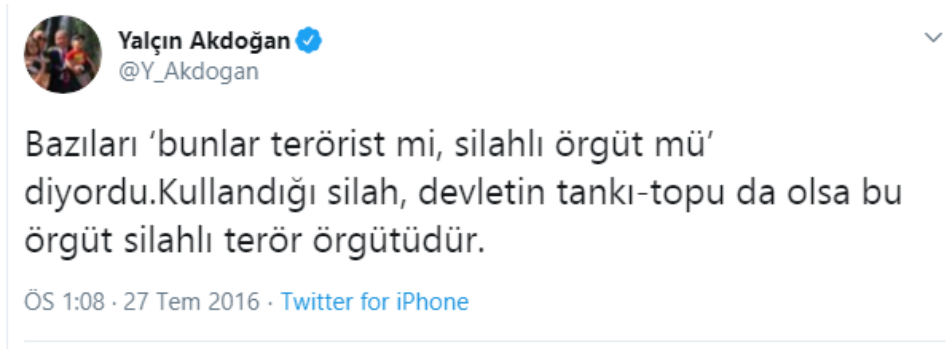 Yalçın Akdoğan
@Y_Akdogan
Bazıları ‘bunlar terörist mi, silahlı örgüt mü’
diyordu.Kullandığı silah, devletin tankı-topu da olsa bu
örgüt silahlı terör örgütüdür.
ÖS 1:08 · 27 Tem 2016 · Twitter for iPhone